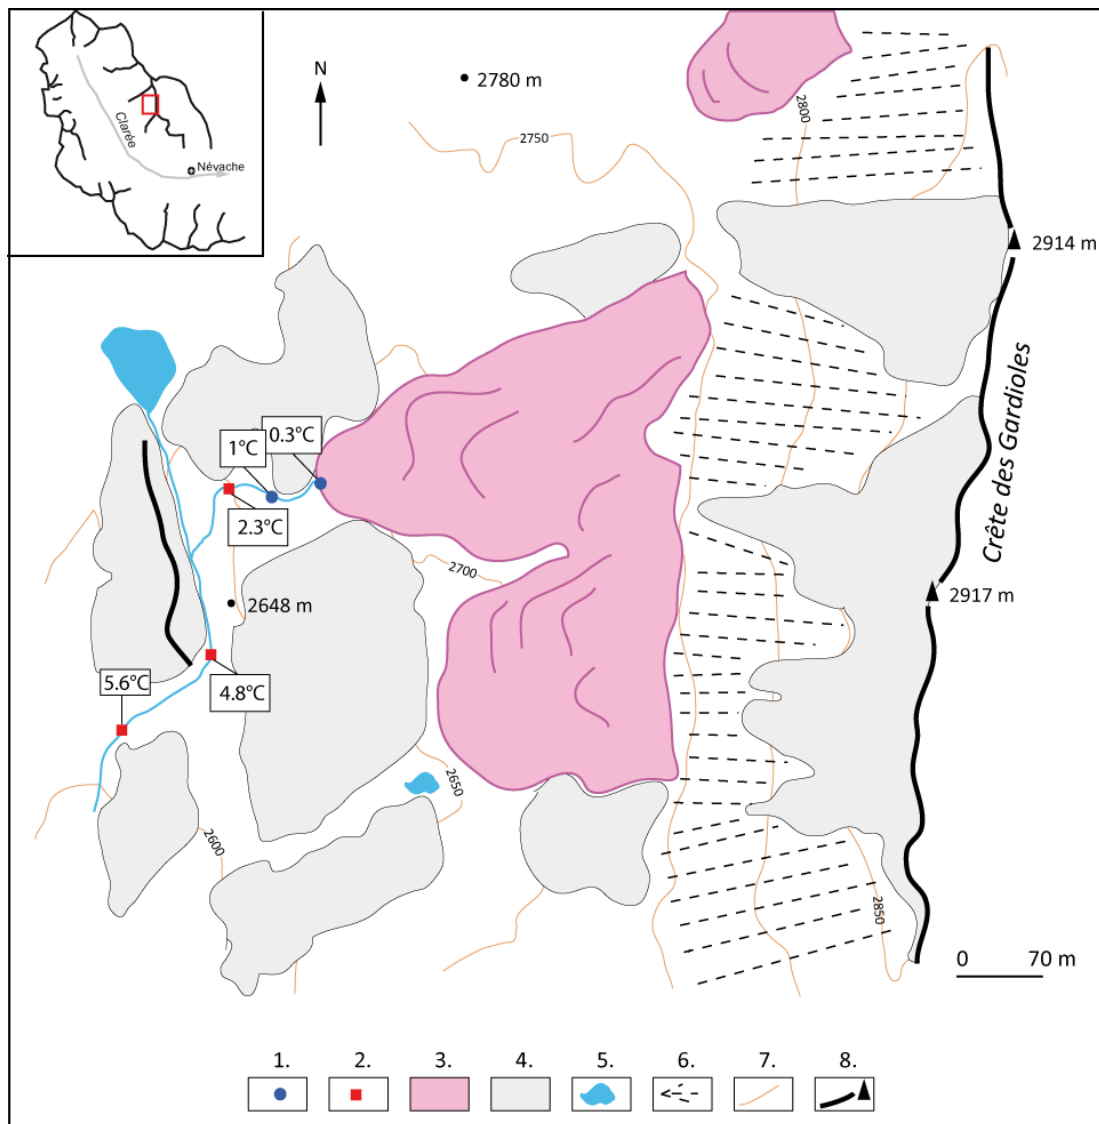 Clarée
Névache
N
2780 m
2750
2800
2914 m
Crête des Gardioles
0.3°C
1°C
2.3°C
2700
2648 m
2917 m
5.6°C
4.8°C
2650
2600
2850
0 70 m
1. 2. 3. 4. 5. 6. 7. 8.